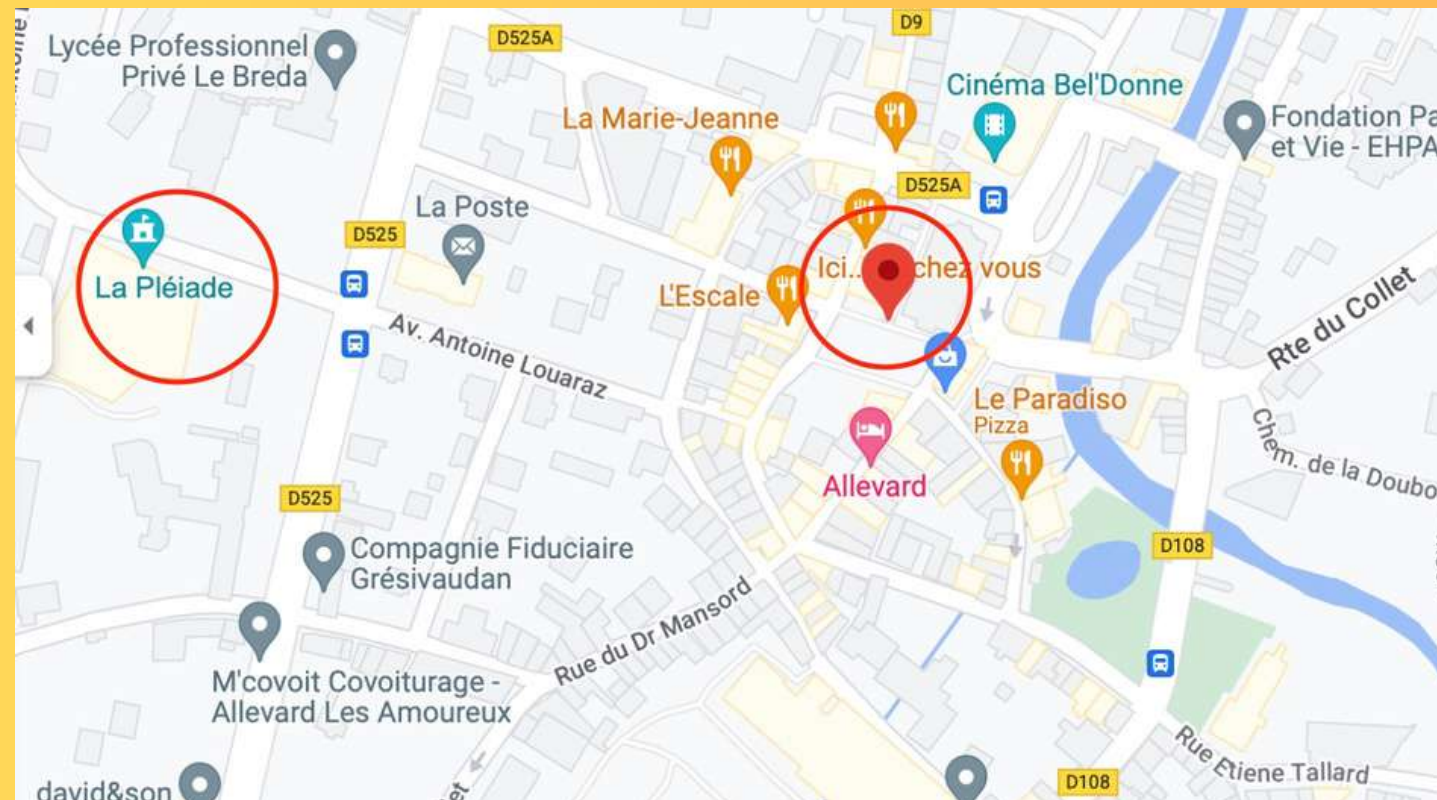 D9
D525A
Lycée Professionnel
Privé Le Breda
Cinéma Bel'Donne
La Marie-Jeanne
Fondation Pa
et Vie - EHPA
D525A
La Poste
D525
La Pléiade
Ici..
chez vous
L'Escale
Av. Antoine Louaraz
Rte du Collet
Le Paradiso
Pizza
Chem. de la Doubo
Allevard
D525
D108
Compagnie Fiduciaire
Grésivaudan
Rue du Dr Mansord
M'covoit Covoiturage -
Allevard Les Amoureux
Rue Etiene Tallard
david&son
D108